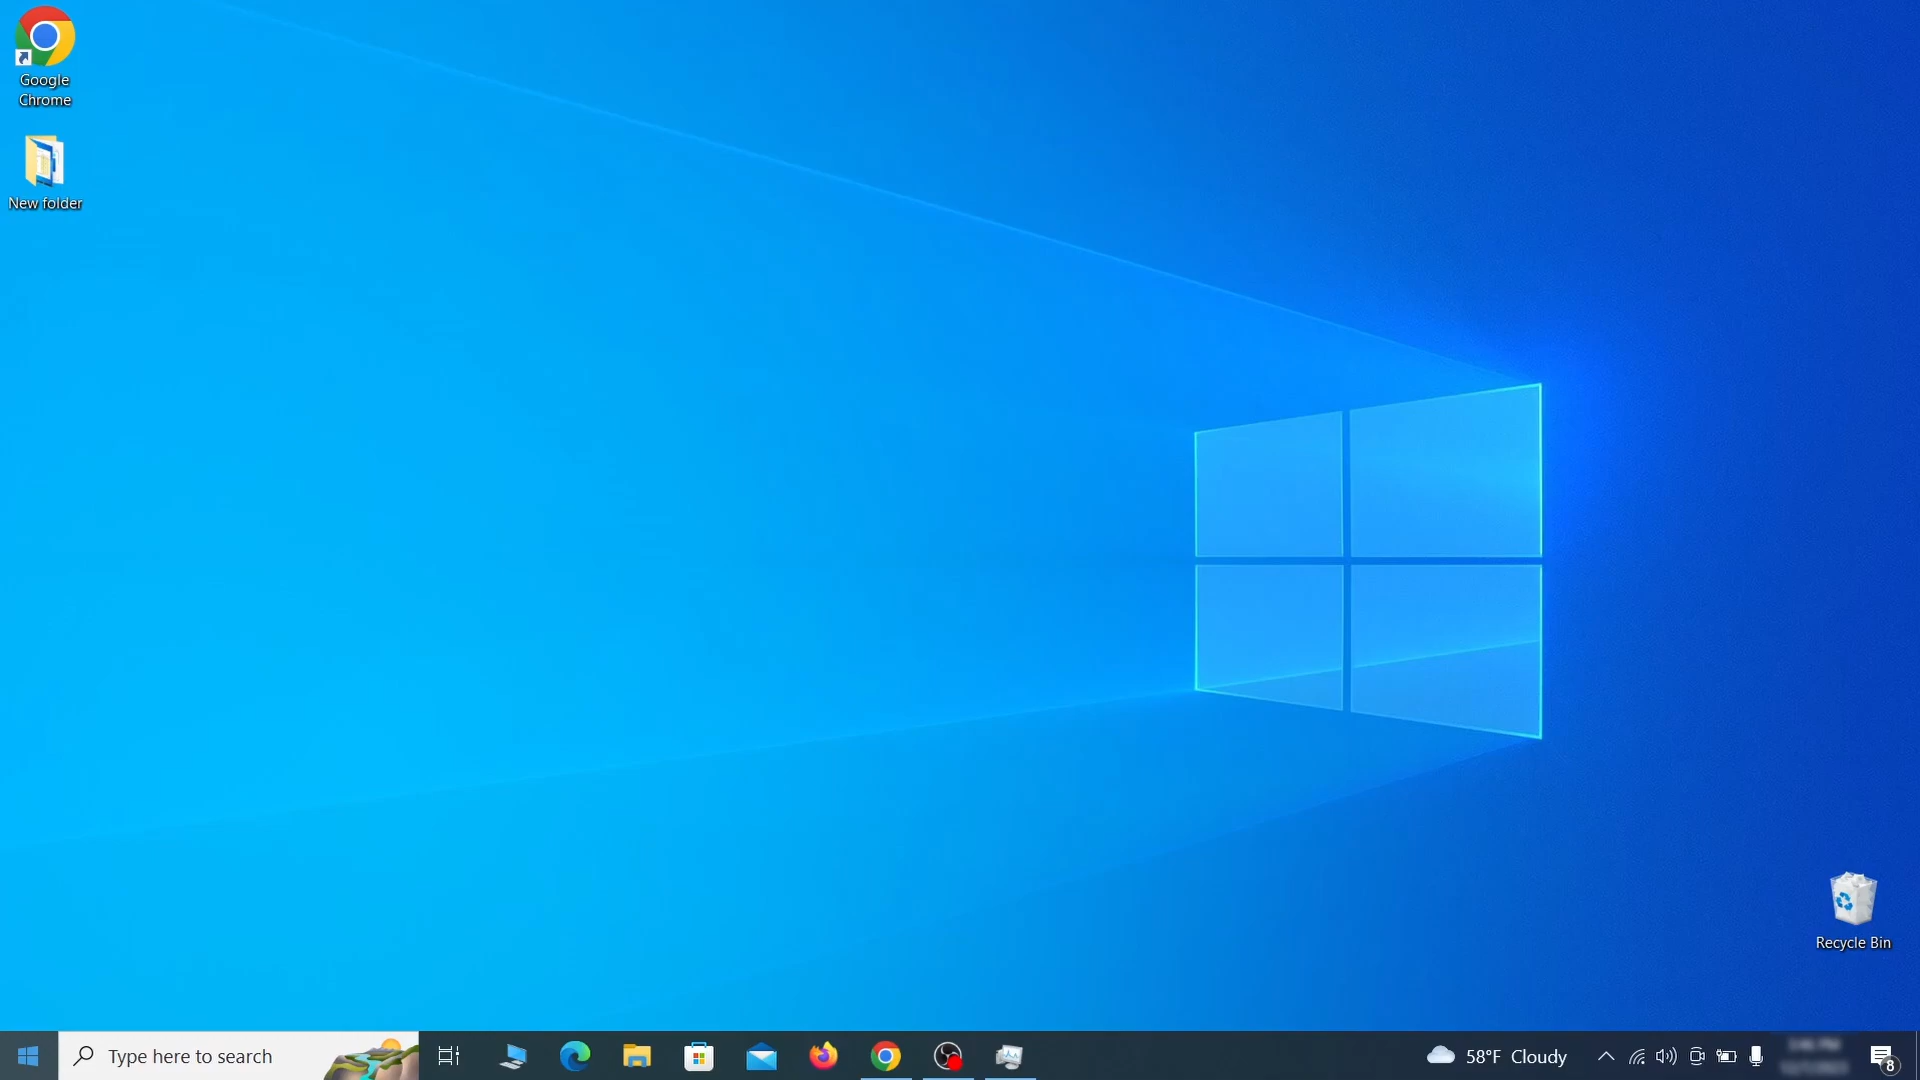 Google
Chrome
New folder
Recycle Bin
Type here to search
58°F Cloudy
8